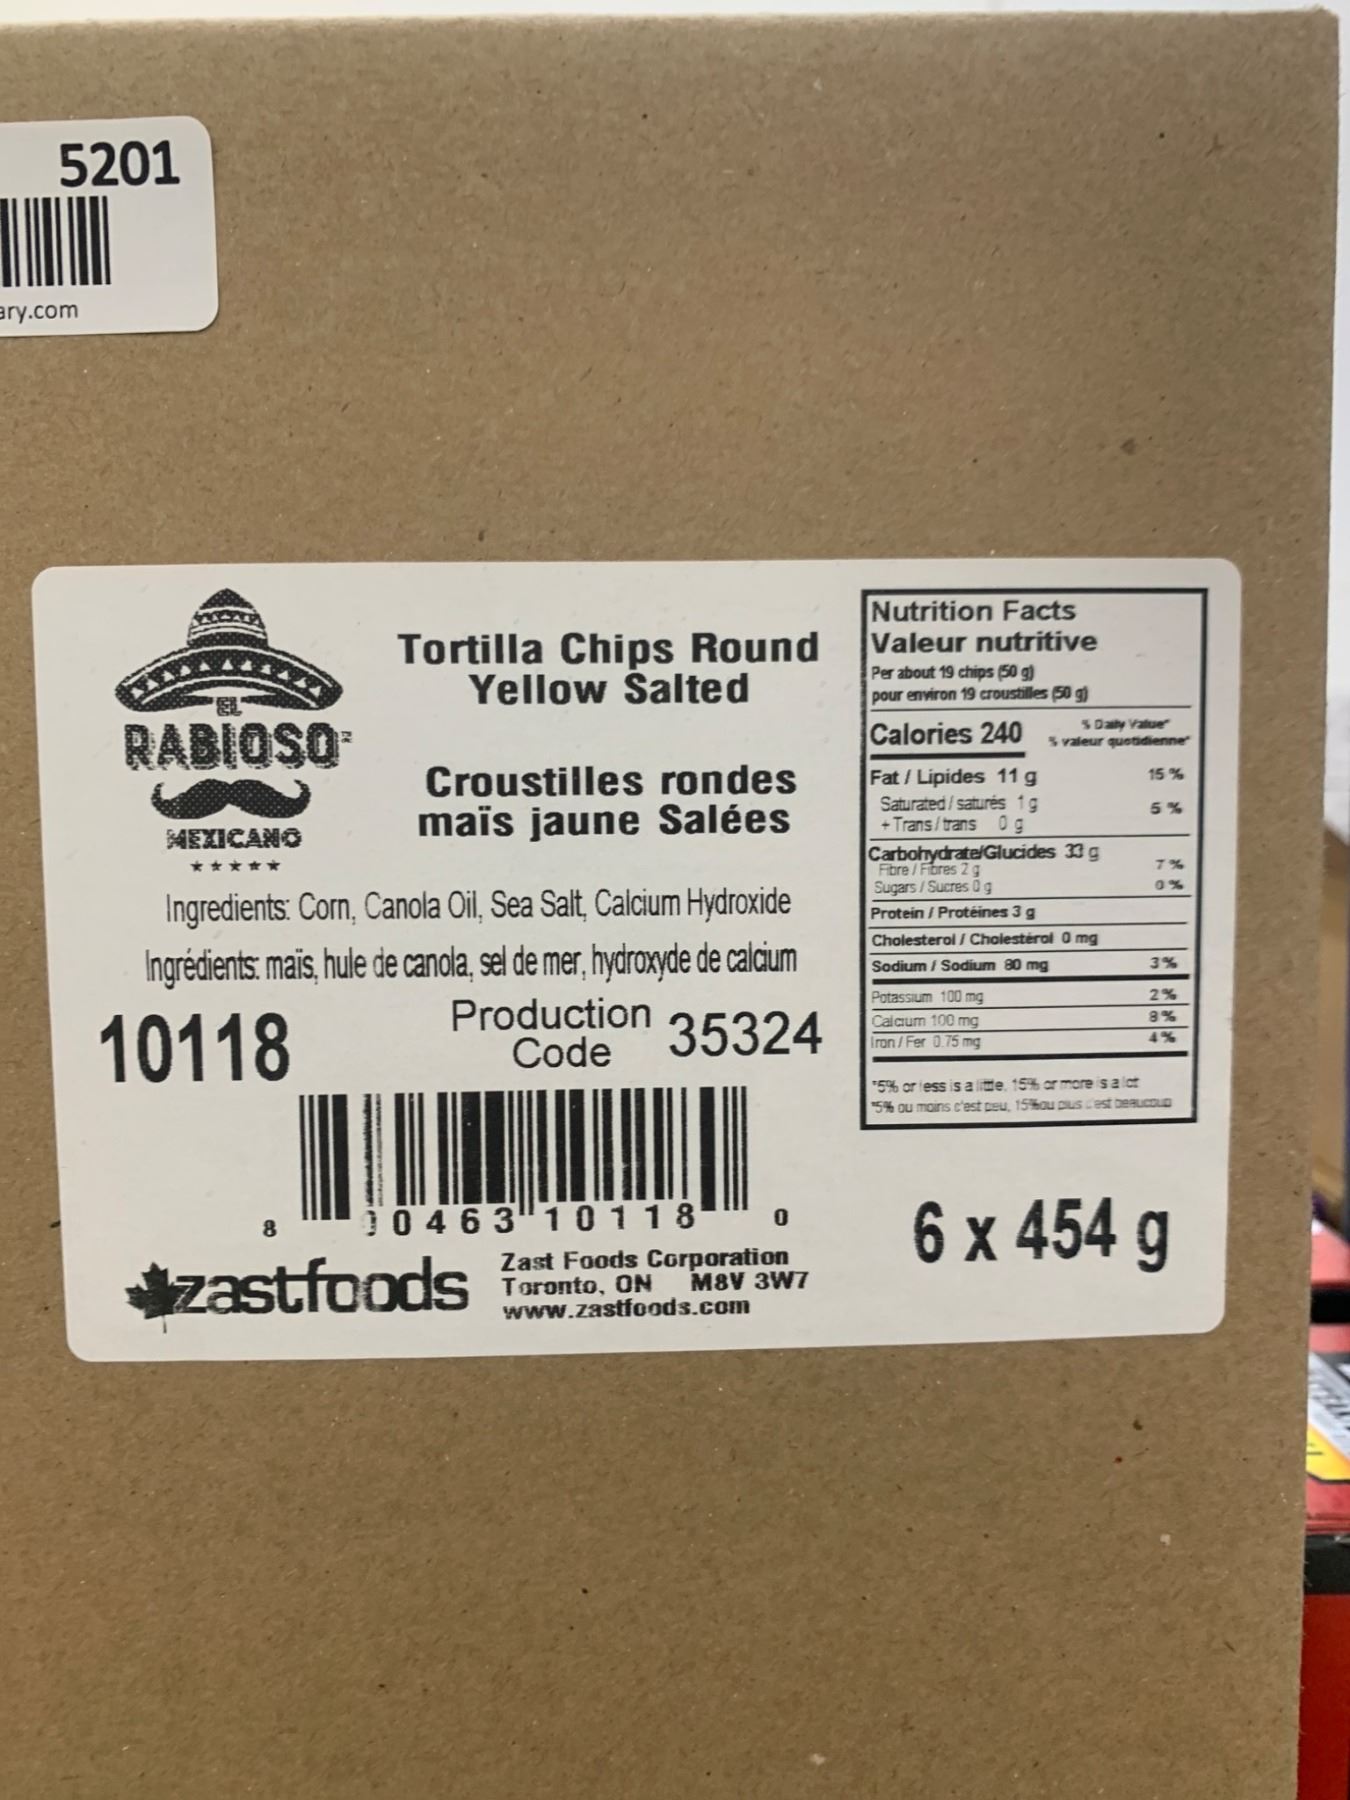 5201
ary.com
EL
RABIOSO
MEXICANO
Tortilla Chips Round
Yellow Salted
Croustilles rondes
maïs jaune Salées
Ingredients: Corn, Canola Oil, Sea Salt, Calcium Hydroxide
Ingrédients: maïs, hule de canola, sel de mer, hydroxyde de calcium
10118
Production
Code
35324
8 00463 10118 0
zastfoods
Zast Foods Corporation
Toronto, ON M8V 3W7
www.zastfoods.com
Nutrition Facts
Valeur nutritive
Per about 19 chips (50 g)
pour environ 19 croustilles (50 g)
% Daily Value*
Calories 240
% valeur quotidienne*
Fat / Lipides 11 g 15 %
Saturated / saturés 1 g
+ Trans / trans 0 g
5 %
Carbohydrate/Glucides 33 g
Fibre / Fibres 2 g 7 %
Sugars / Sucres 0 g 0 %
Protein / Protéines 3 g
Cholesterol / Cholestérol 0 mg
Sodium / Sodium 80 mg 3 %
Potassium 100 mg 2 %
Calcium 100 mg 8 %
Iron / Fer 0.75 mg 4 %
*5% or less is a little, 15% or more is a lot
*5% ou moins c'est peu, 15%ou plus c'est beaucoup
6 x 454 g